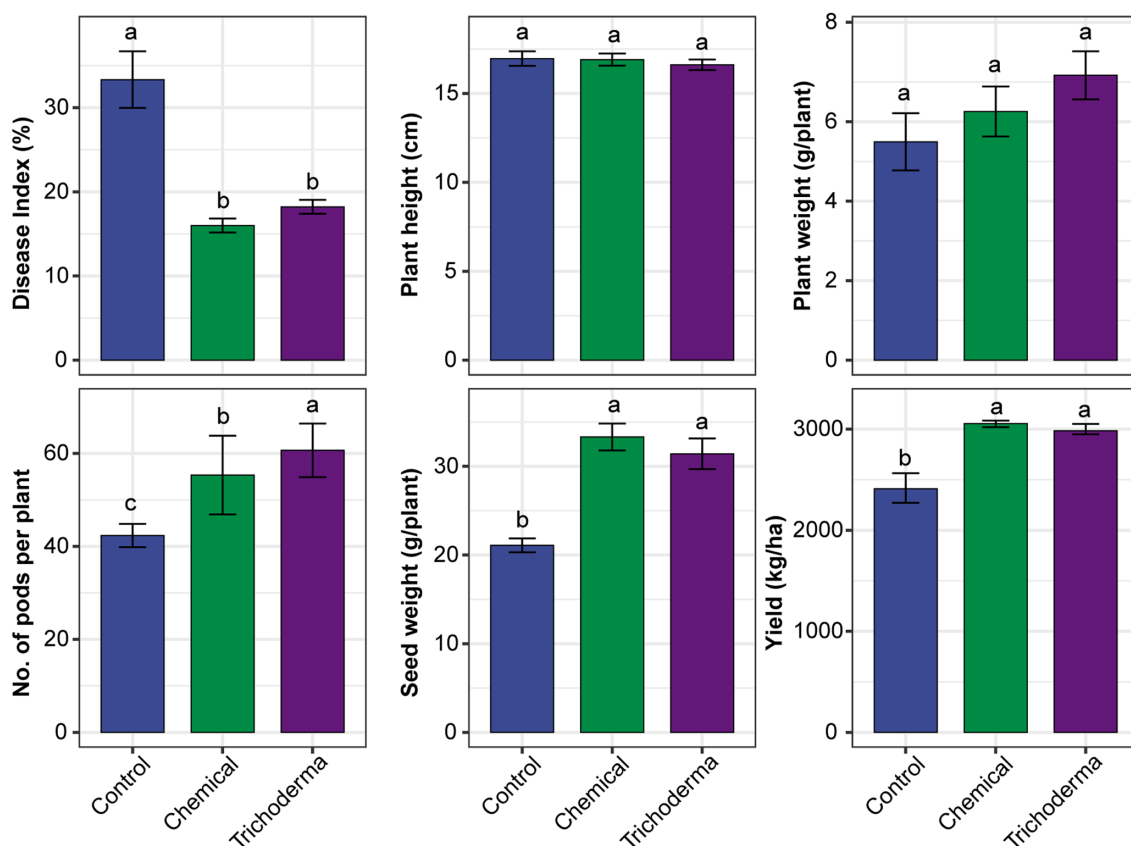 Disease Index (%)
30
20
10
0
a
b
b
Plant height (cm)
15
10
5
0
a
a
a
Plant weight (g/plant)
8
6
4
2
0
a
a
a
No. of pods per plant
60
40
20
0
c
b
a
Control
Chemical
Trichoderma
Seed weight (g/plant)
30
20
10
0
b
a
a
Control
Chemical
Trichoderma
Yield (kg/ha)
3000
2000
1000
0
b
a
a
Control
Chemical
Trichoderma